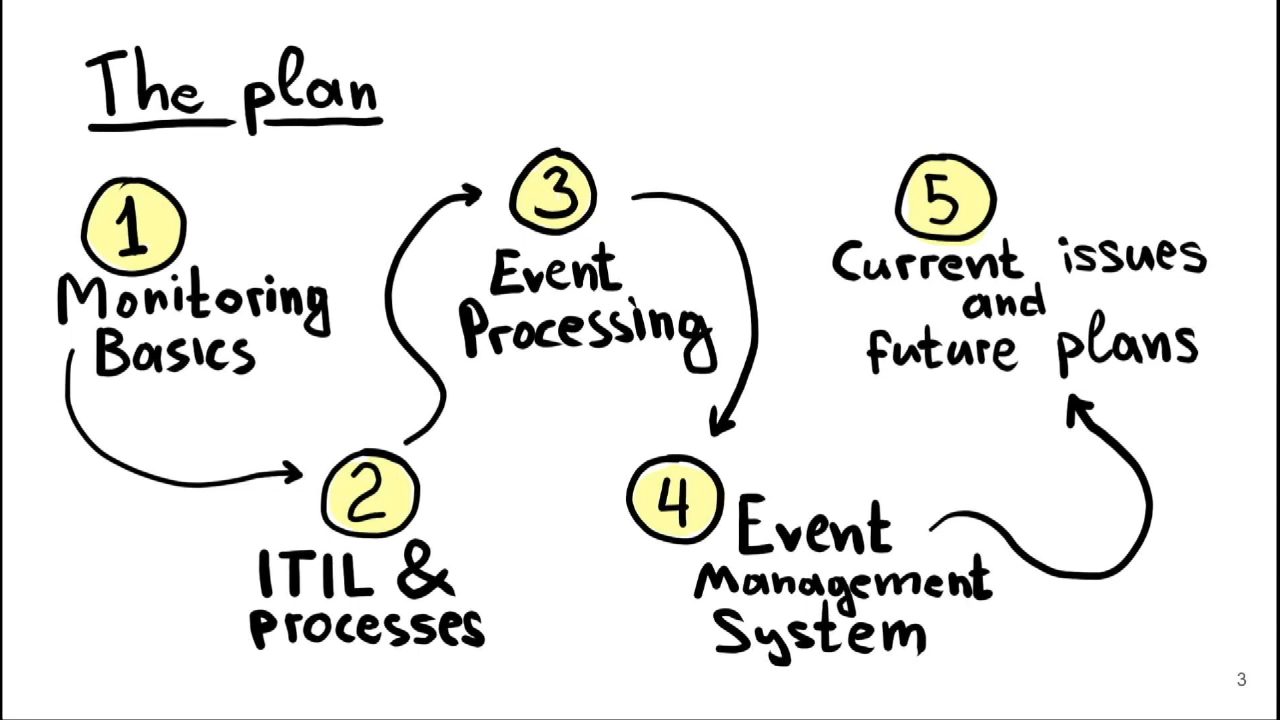 The plan
1
Monitoring
Basics
2
ITIL &
processes
3
Event
Processing
4
Event
Management
System
5
Current issues
and
future plans
3